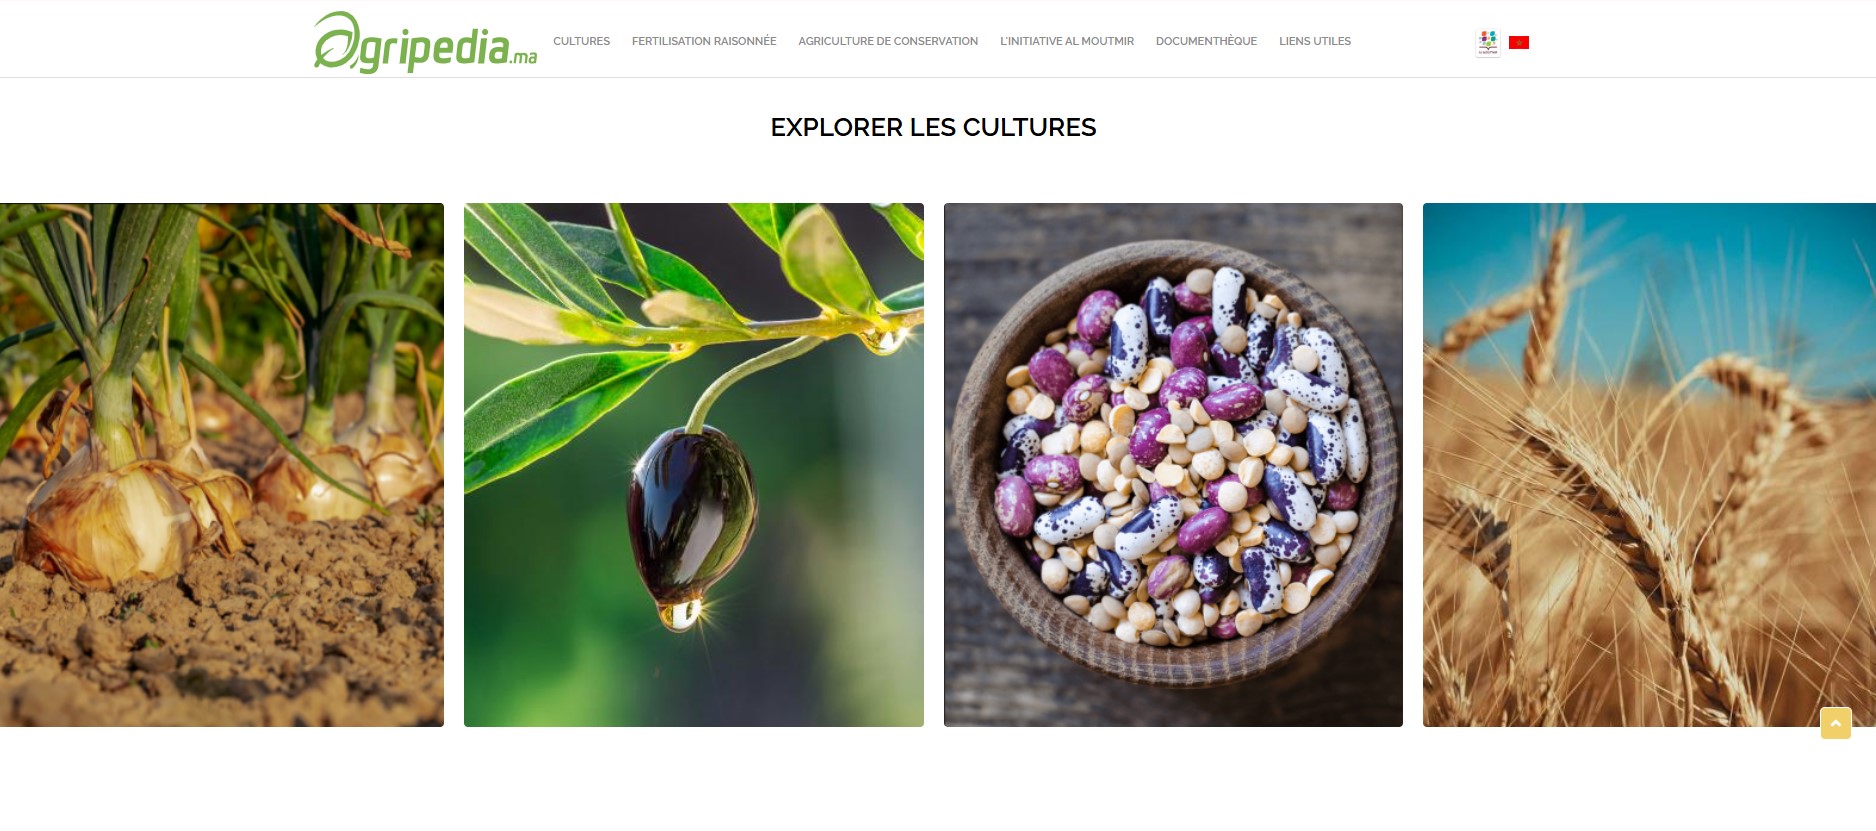 agripedia.ma
CULTURES FERTILISATION RAISONNÉE AGRICULTURE DE CONSERVATION L'INITIATIVE AL MOUTMIR DOCUMENTHÈQUE LIENS UTILES
EXPLORER LES CULTURES